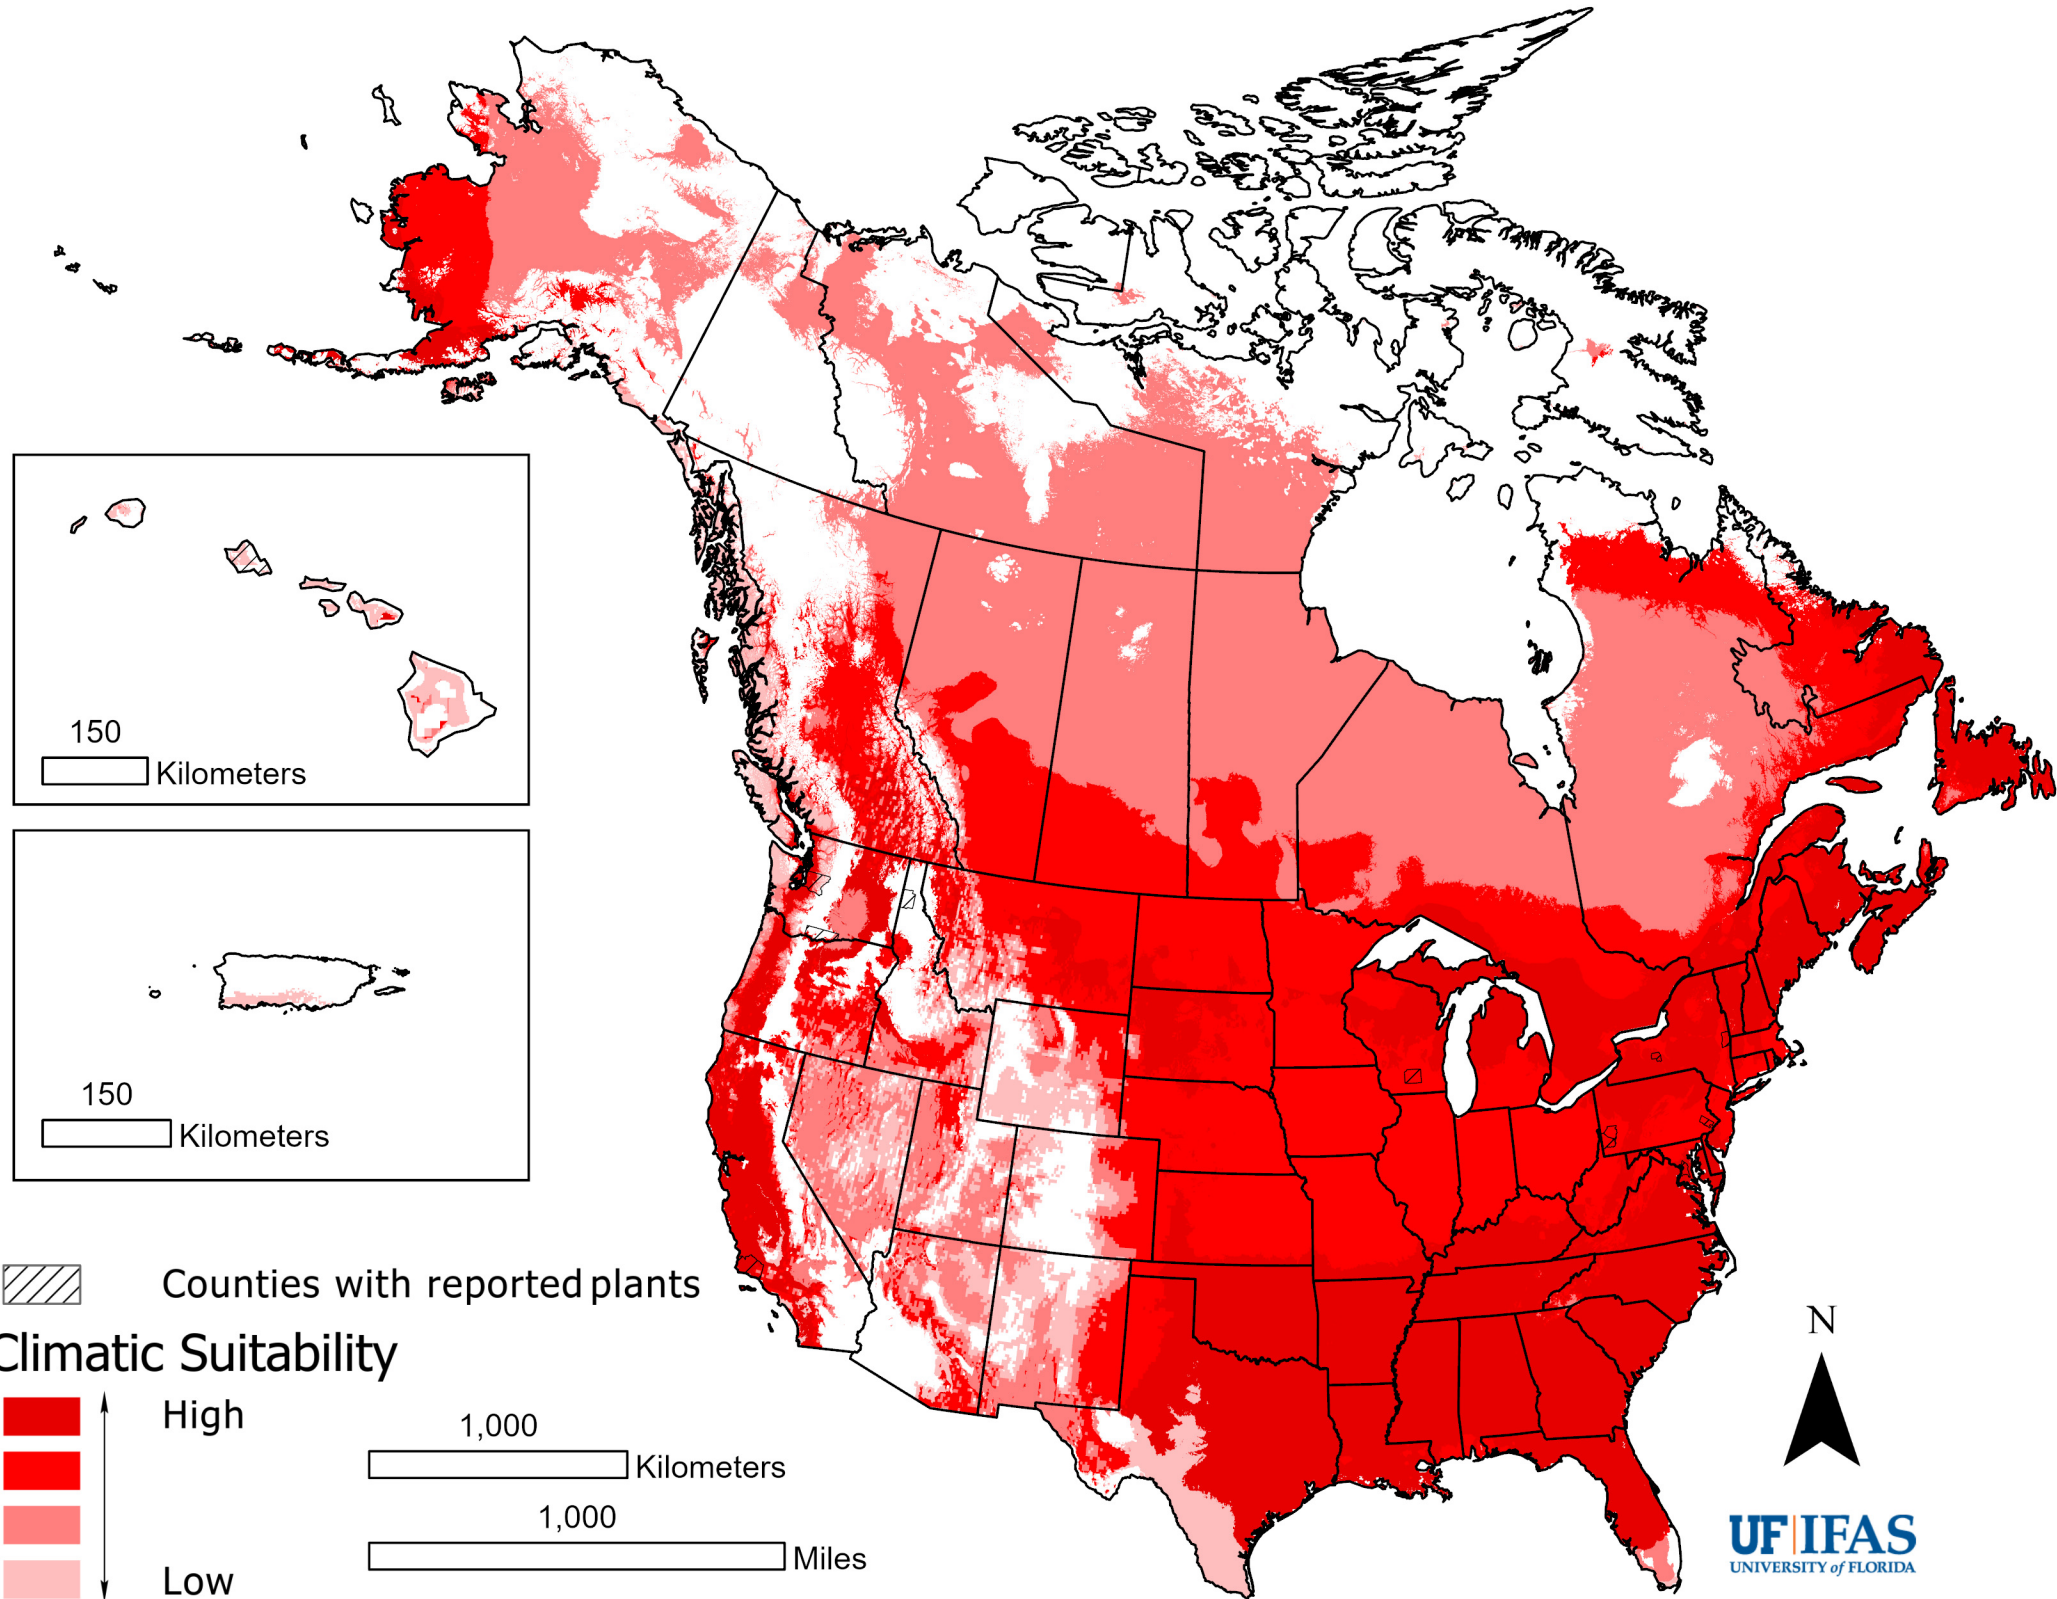 150
Kilometers
150
Kilometers
Counties with reported plants
Climatic Suitability
High
Low
1,000
Kilometers
1,000
Miles
N
UF|IFAS
UNIVERSITY of FLORIDA